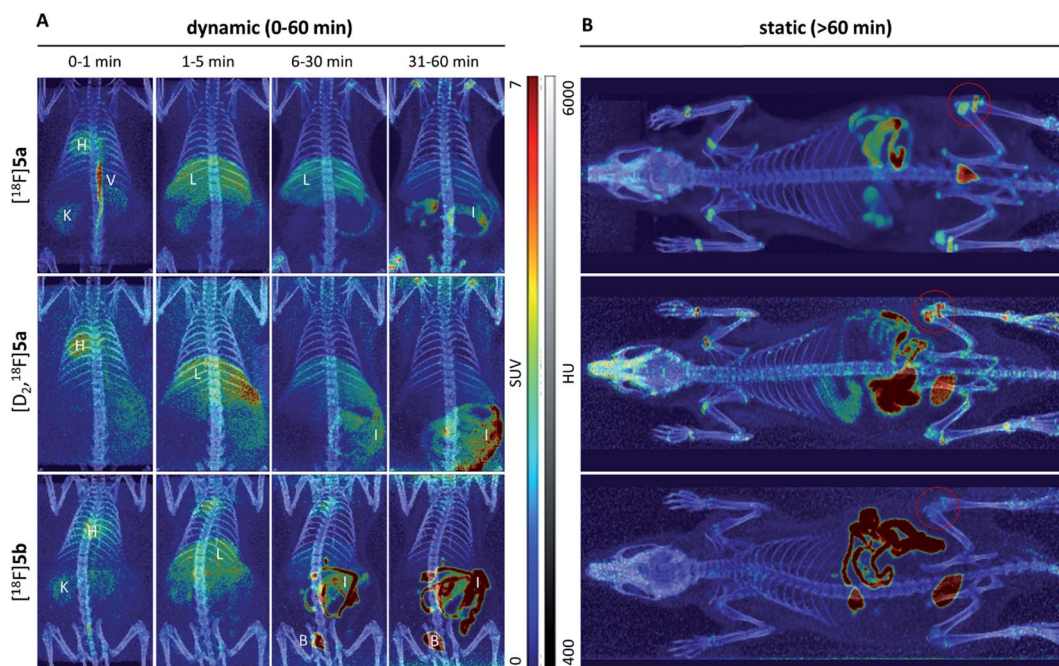 A
dynamic (0-60 min)
B
static (>60 min)
0-1 min
1-5 min
6-30 min
31-60 min
[¹⁸F]5a
H
V
K
L
L
I
[D₂,¹⁸F]5a
H
L
I
I
[¹⁸F]5b
H
K
L
I
B
I
B
7
SUV
0
6000
HU
400